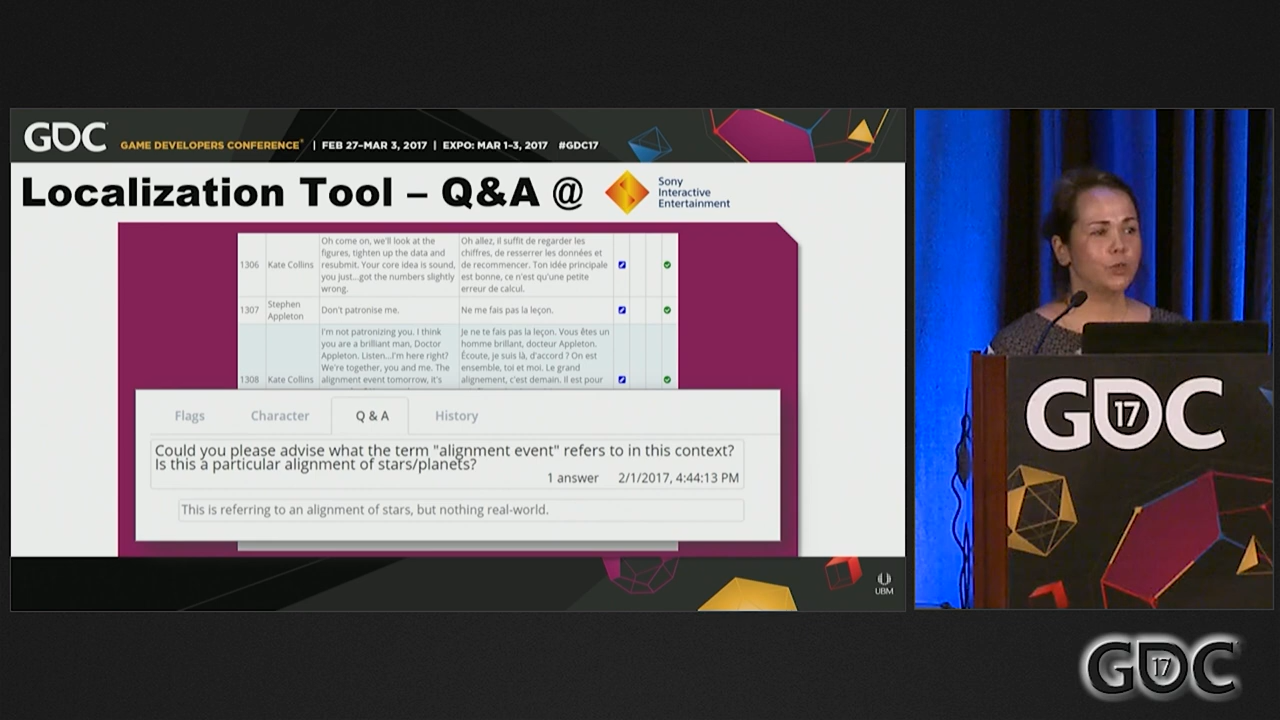 GDC GAME DEVELOPERS CONFERENCE® | FEB 27–MAR 3, 2017 | EXPO: MAR 1–3, 2017 #GDC17
Localization Tool – Q&A @ Sony
Interactive
Entertainment
1306 Kate Collins
Oh come on, we'll look at the
figures, tighten up the data and
resubmit. Your core idea is sound,
you just...got the numbers slightly
wrong.
Oh allez, il suffit de regarder les
chiffres, de resserrer les données et
de recommencer. Ton idée principale
est bonne, ce n'est qu'une petite
erreur de calcul.
1307 Stephen
Appleton
Don't patronise me.
Ne me fais pas la leçon.
1308 Kate Collins
I'm not patronizing you. I think
you are a brilliant man, Doctor
Appleton. Listen...I'm here right?
We're together, you and me. The
alignment event tomorrow, it's
Je ne te fais pas la leçon. Vous êtes un
homme brillant, docteur Appleton.
Écoute, je suis là, d'accord ? On est
ensemble, toi et moi. Le grand
alignement, c'est demain. Il est pour
Flags Character Q & A History
Could you please advise what the term "alignment event" refers to in this context?
Is this a particular alignment of stars/planets?
1 answer 2/1/2017, 4:44:13 PM
This is referring to an alignment of stars, but nothing real-world.
UBM
GDC
17
GDC
17